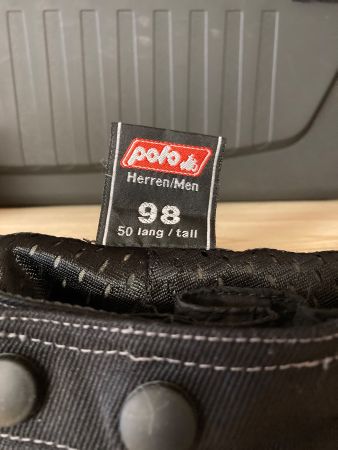 polo
Herren/Men
98
50 lang / tall